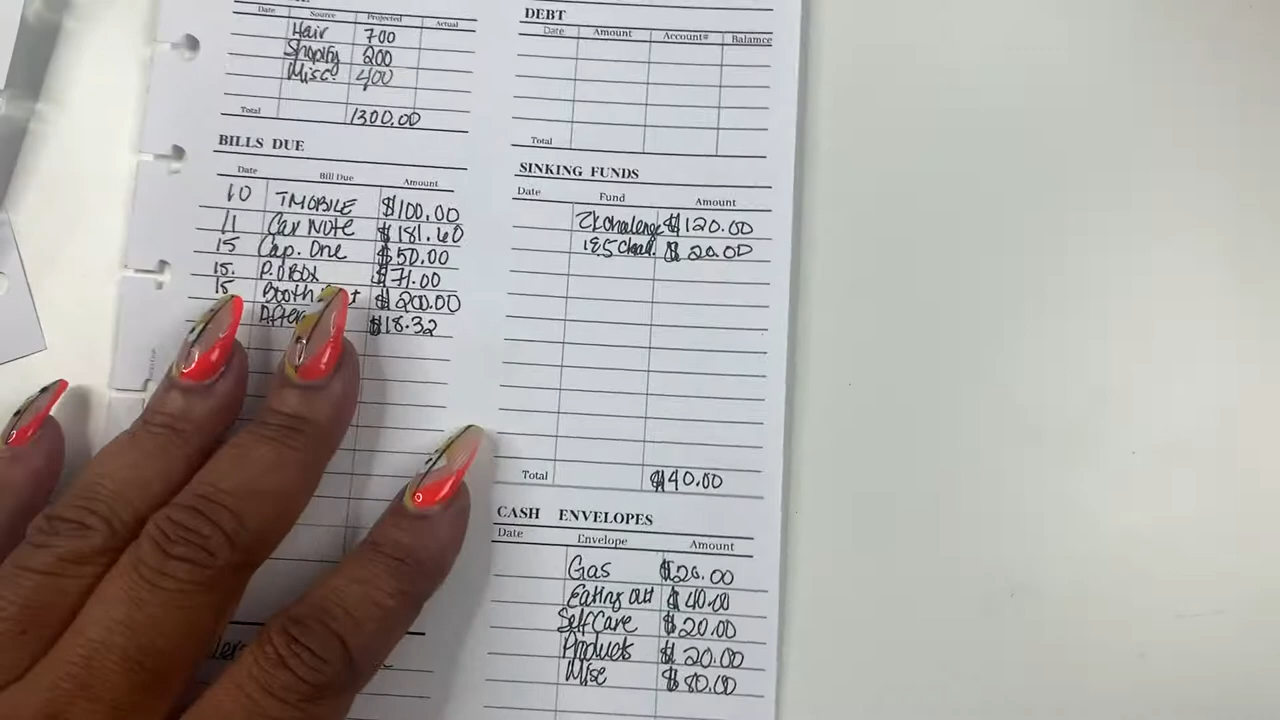 Date Source Projected Actual
Hair 700
Shopify 200
Misc. 400
Total 1300.00
BILLS DUE
Date Bill Due Amount
10 TMOBILE $100.00
11 Car Note $181.60
15 Cap. One $50.00
15. P.O BOX $71.00
15 Booth $200.00
After $18.32
DEBT
Date Amount Account# Balance
Total
SINKING FUNDS
Date Fund Amount
2K Challenge $120.00
$20.00
Total $140.00
CASH ENVELOPES
Date Envelope Amount
Gas $20.00
Eating Out $40.00
Self Care $20.00
Products $20.00
Misc $80.00